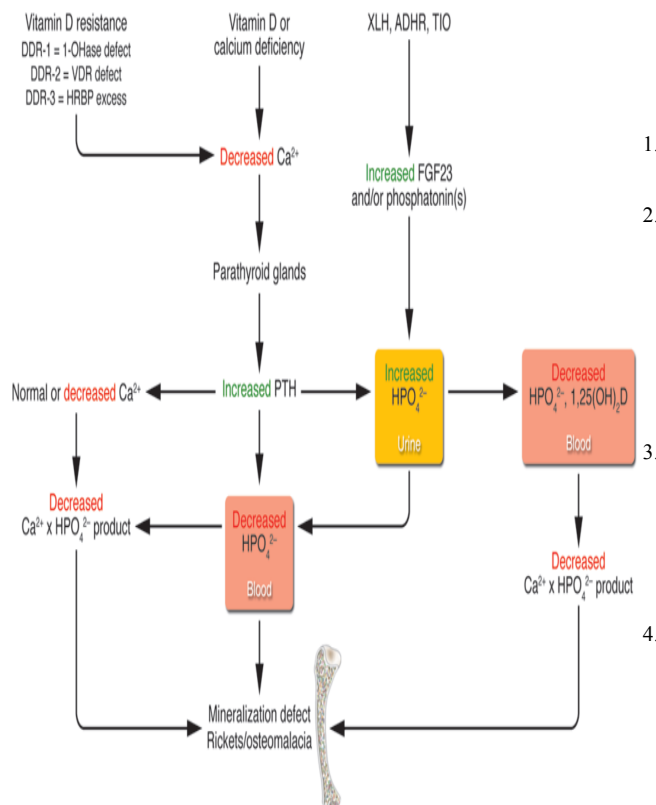 Vitamin D resistance
DDR-1 = 1-OHase defect
DDR-2 = VDR defect
DDR-3 = HRBP excess
Vitamin D or
calcium deficiency
XLH, ADHR, TIO
Decreased Ca²⁺
Increased FGF23
and/or phosphatonin(s)
1.
2.
Parathyroid glands
Normal or decreased Ca²⁺
Increased PTH
Increased
HPO₄²⁻
Urine
Decreased
HPO₄²⁻, 1,25(OH)₂D
Blood
3.
Decreased
Ca²⁺ x HPO₄²⁻ product
Decreased
HPO₄²⁻
Blood
Decreased
Ca²⁺ x HPO₄²⁻ product
4.
Mineralization defect
Rickets/osteomalacia